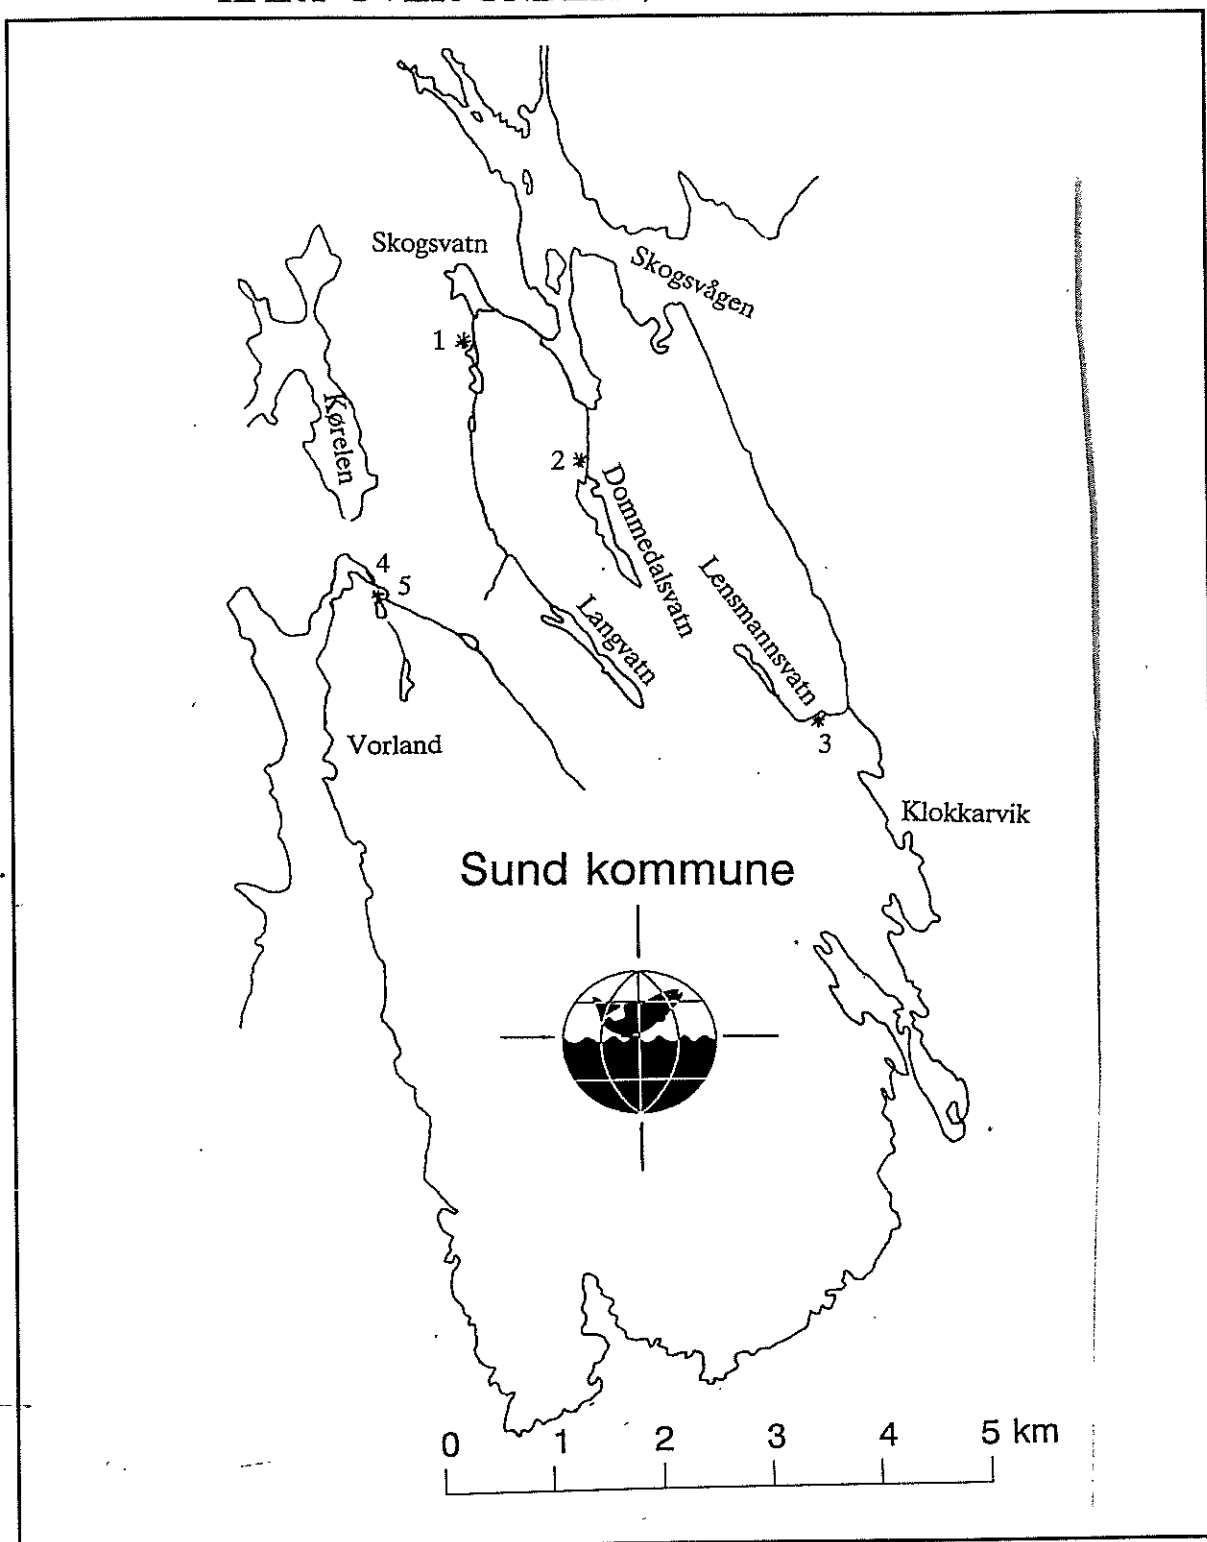 Skogsvatn
Skogsvågen
1
Kørelen
2
Dommedalsvatn
4
5
Lensmannsvatn
Langvatn
3
Vorland
Klokkarvik
Sund kommune
0 1 2 3 4 5 km